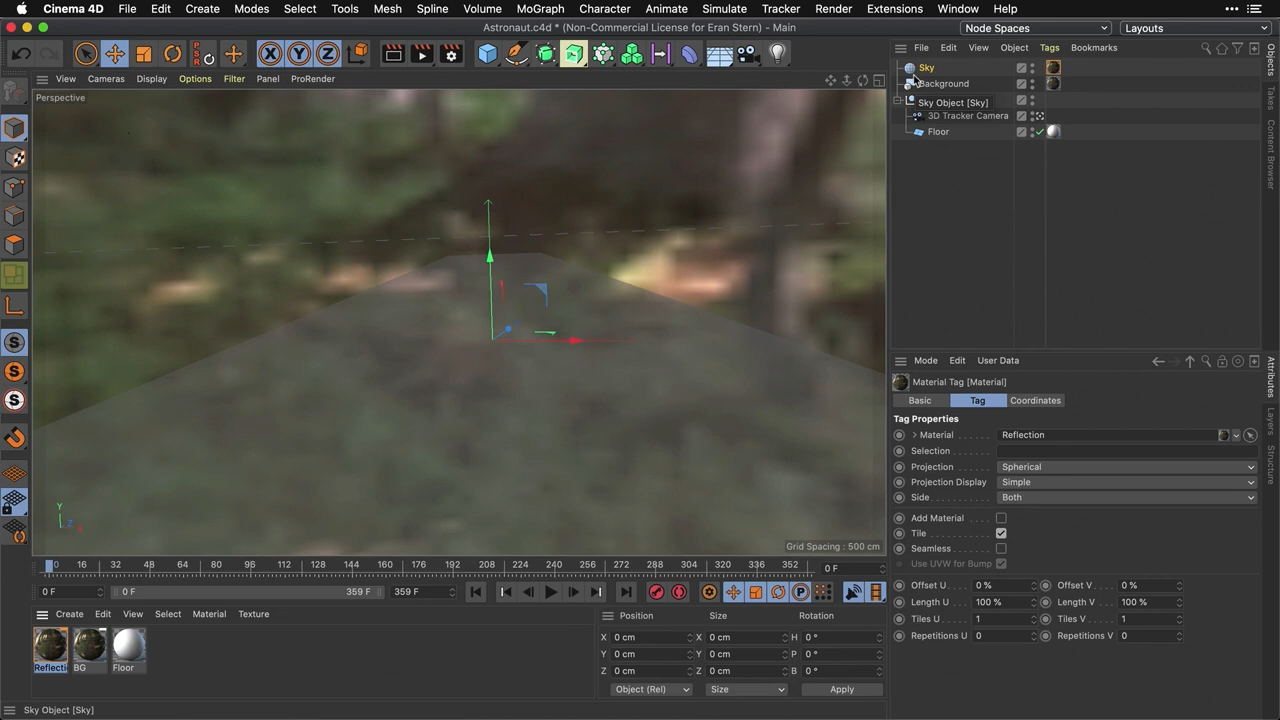 Cinema 4D File Edit Create Modes Select Tools Mesh Spline Volume MoGraph Character Animate Simulate Tracker Render Extensions Window Help
Astronaut.c4d * (Non-Commercial License for Eran Stern) - Main
Node Spaces
Layouts
File Edit View Object Tags Bookmarks
View Cameras Display Options Filter Panel ProRender
Perspective
Sky
Background
Sky Object [Sky]
3D Tracker Camera
Floor
Objects
Takes
Content Browser
Mode Edit User Data
Material Tag [Material]
Basic Tag Coordinates
Tag Properties
Material Reflection
Selection
Projection Spherical
Projection Display Simple
Side Both
Add Material
Tile
Seamless
Use UVW for Bump
Offset U 0 % Offset V 0 %
Length U 100 % Length V 100 %
Tiles U 1 Tiles V 1
Repetitions U 0 Repetitions V 0
Attributes
Layers
Structure
Y
Z
X
Grid Spacing : 500 cm
0 16 32 48 64 80 96 112 128 144 160 176 192 208 224 240 256 272 288 304 320 336 352 0 F
0 F 0 F 359 F 359 F
Create Edit View Select Material Texture
Reflecti BG Floor
Position Size Rotation
X 0 cm X 0 cm H 0 °
Y 0 cm Y 0 cm P 0 °
Z 0 cm Z 0 cm B 0 °
Object (Rel) Size Apply
Sky Object [Sky]